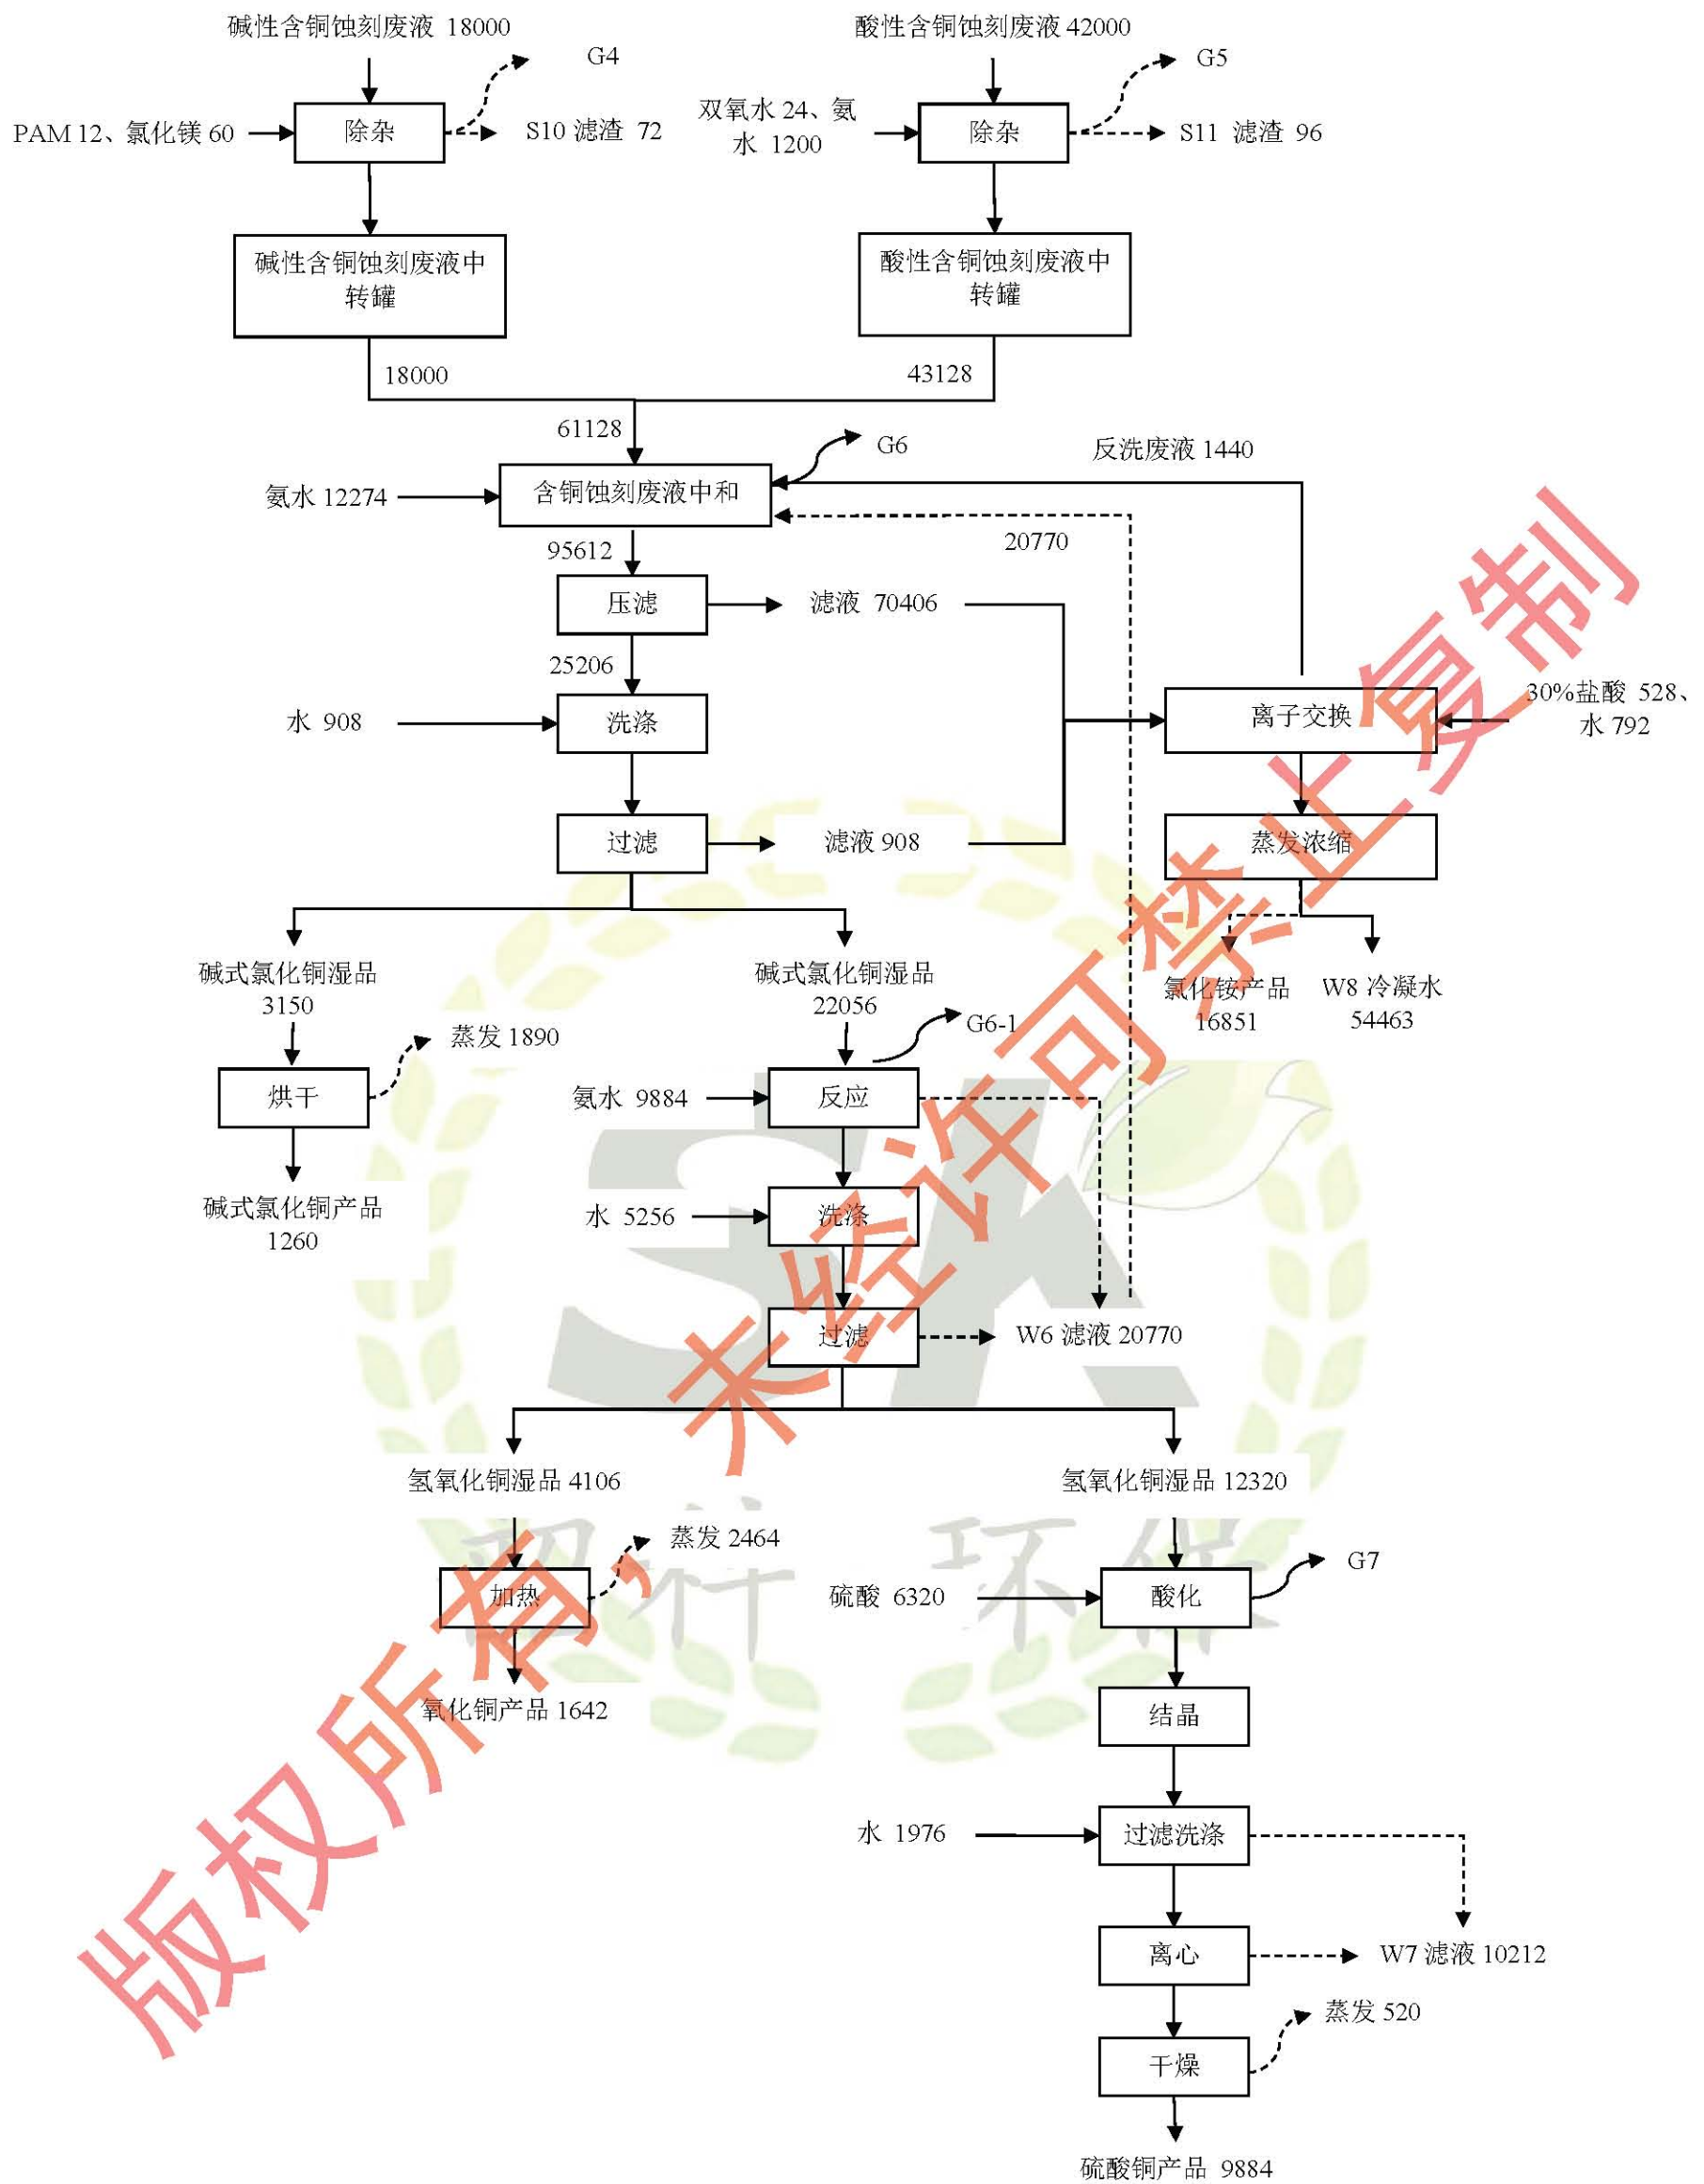 碱性含铜蚀刻废液 18000
酸性含铜蚀刻废液 42000
G4
G5
PAM 12、氯化镁 60
除杂
S10 滤渣 72
双氧水 24、氨
水 1200
除杂
S11 滤渣 96
碱性含铜蚀刻废液中
转罐
酸性含铜蚀刻废液中
转罐
18000
43128
61128
G6
反洗废液 1440
氨水 12274
含铜蚀刻废液中和
95612
20770
压滤
滤液 70406
25206
水 908
洗涤
离子交换
30%盐酸 528、
水 792
过滤
滤液 908
蒸发浓缩
碱式氯化铜湿品
3150
碱式氯化铜湿品
22056
氯化铵产品
16851
W8 冷凝水
54463
蒸发 1890
G6-1
烘干
氨水 9884
反应
碱式氯化铜产品
1260
水 5256
洗涤
过滤
W6 滤液 20770
氢氧化铜湿品 4106
氢氧化铜湿品 12320
蒸发 2464
G7
加热
硫酸 6320
酸化
氧化铜产品 1642
结晶
水 1976
过滤洗涤
离心
W7 滤液 10212
蒸发 520
干燥
硫酸铜产品 9884
版权所有，未经许可禁止复制
SK
环保